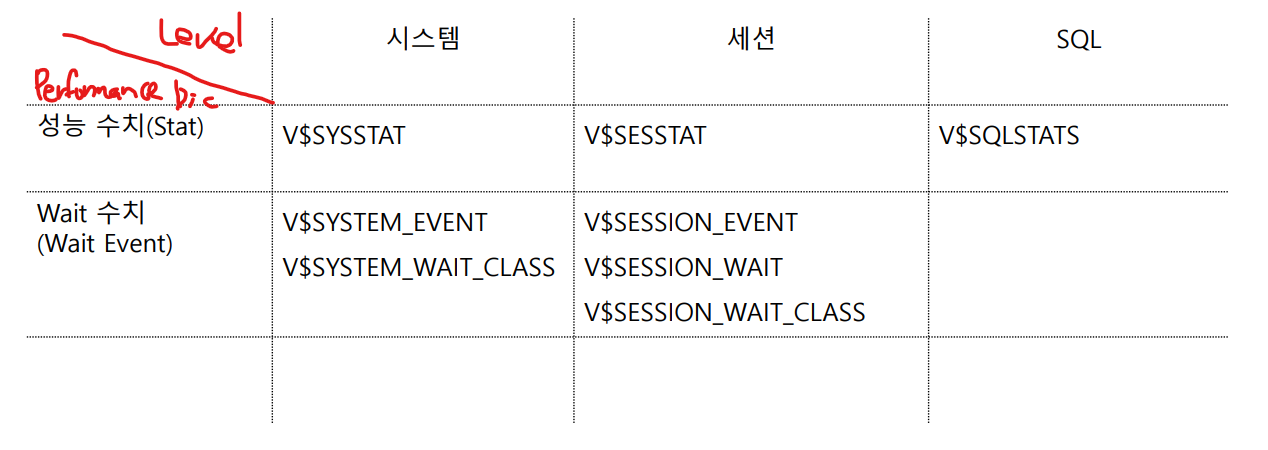 Level
시스템
세션
SQL
Performance Dic
성능 수치(Stat)
V$SYSSTAT
V$SESSTAT
V$SQLSTATS
Wait 수치
(Wait Event)
V$SYSTEM_EVENT
V$SYSTEM_WAIT_CLASS
V$SESSION_EVENT
V$SESSION_WAIT
V$SESSION_WAIT_CLASS